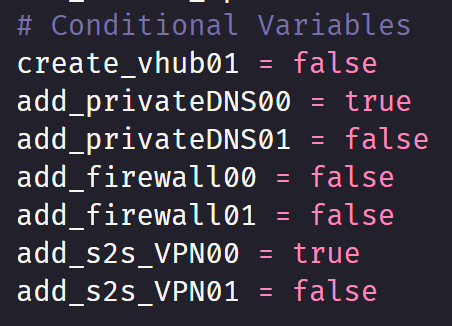 # Conditional Variables
create_vhub01 = false
add_privateDNS00 = true
add_privateDNS01 = false
add_firewall00 = false
add_firewall01 = false
add_s2s_VPN00 = true
add_s2s_VPN01 = false